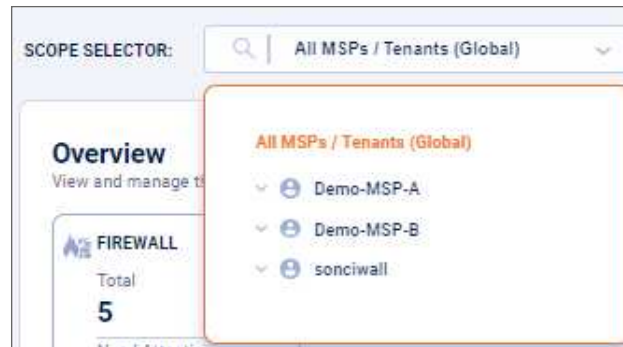 SCOPE SELECTOR:
All MSPs / Tenants (Global)
All MSPs / Tenants (Global)
Demo-MSP-A
Demo-MSP-B
sonciwall
Overview
View and manage
FIREWALL
Total
5